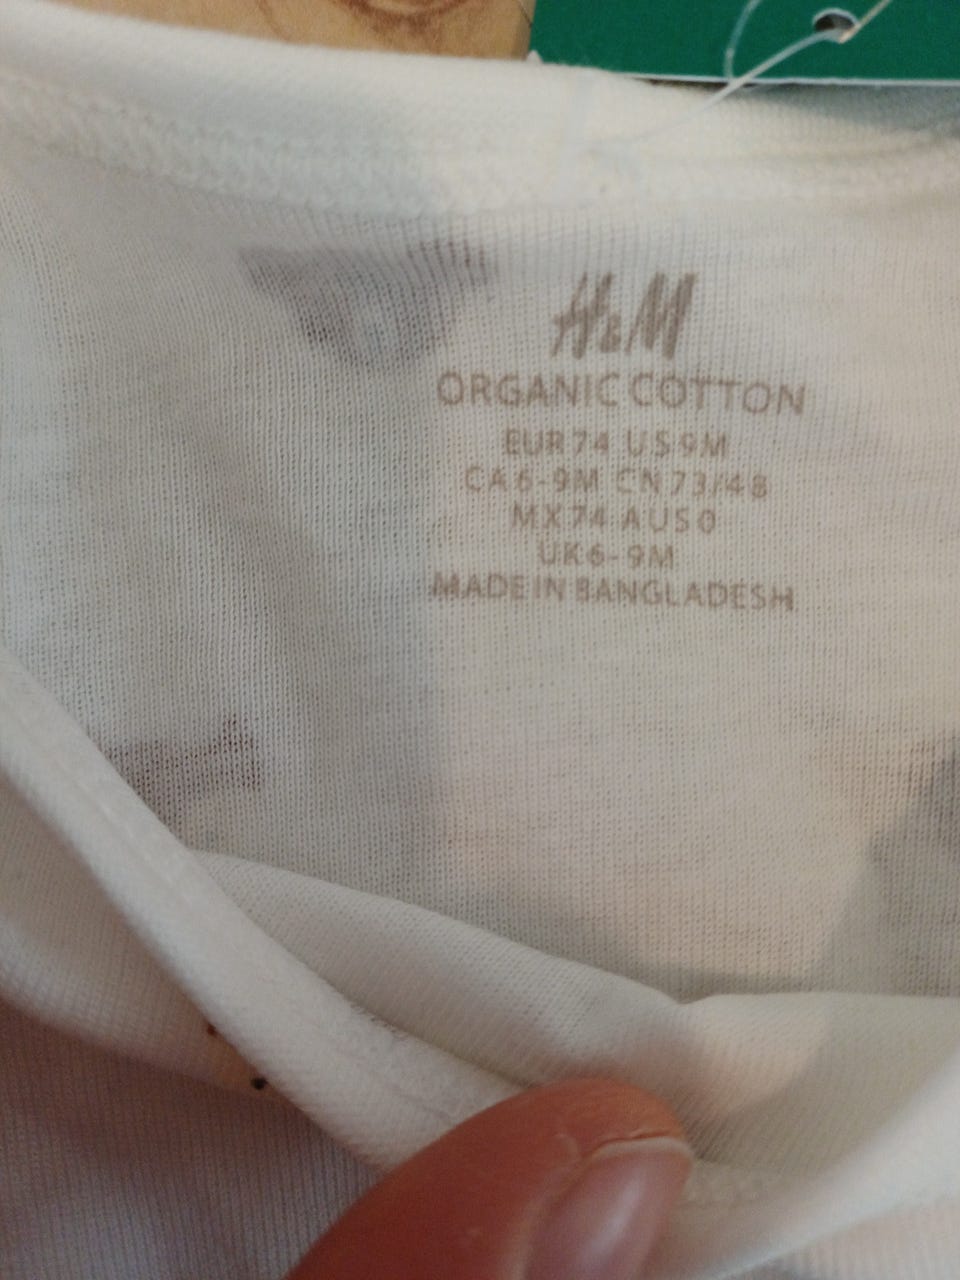 H&M
ORGANIC COTTON
EUR 74 US 9M
CA 6-9M CN 73/48
MX 74 AUS 0
UK 6-9M
MADE IN BANGLADESH